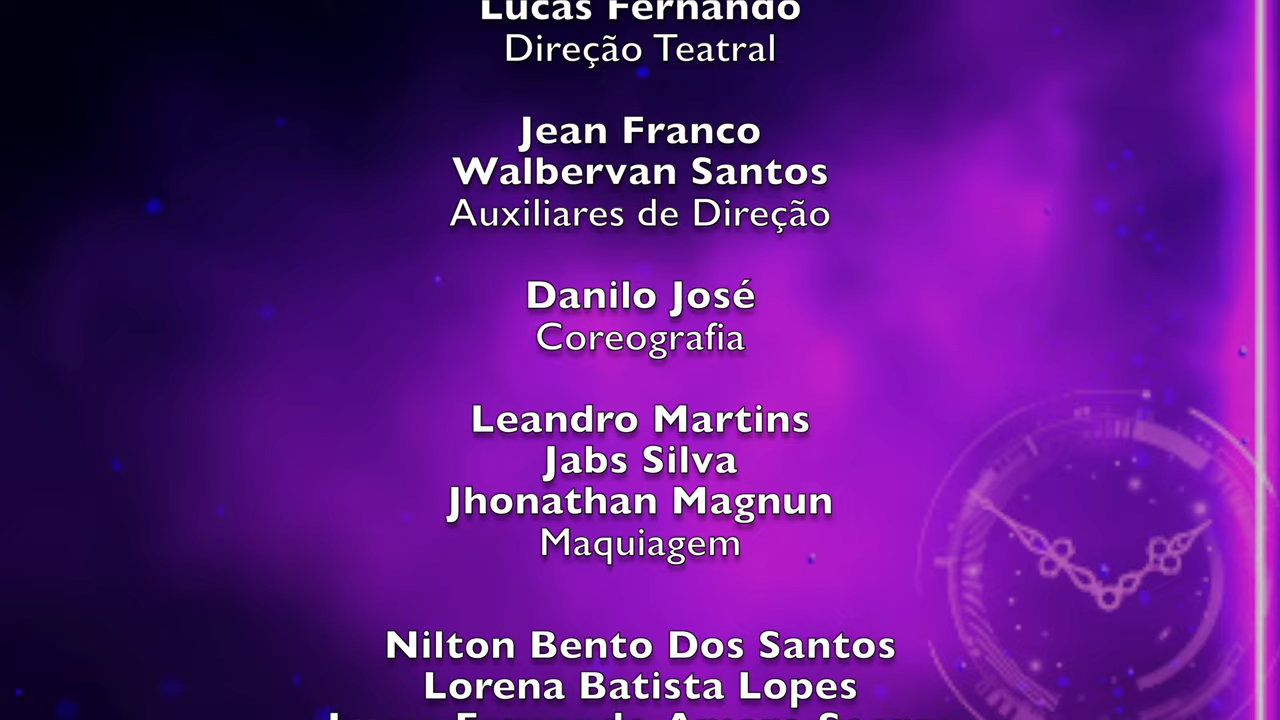 Lucas Fernando
Direção Teatral
Jean Franco
Walbervan Santos
Auxiliares de Direção
Danilo José
Coreografia
Leandro Martins
Jabs Silva
Jhonathan Magnun
Maquiagem
Nilton Bento Dos Santos
Lorena Batista Lopes